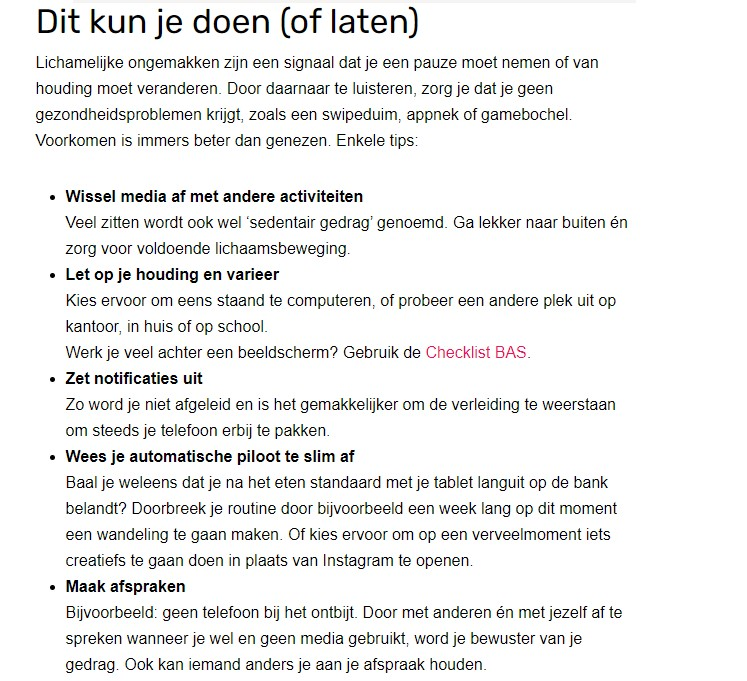 Dit kun je doen (of laten)
Lichamelijke ongemakken zijn een signaal dat je een pauze moet nemen of van
houding moet veranderen. Door daarnaar te luisteren, zorg je dat je geen
gezondheidsproblemen krijgt, zoals een swipeduim, appnek of gamebochel.
Voorkomen is immers beter dan genezen. Enkele tips:
• Wissel media af met andere activiteiten
Veel zitten wordt ook wel ‘sedentair gedrag’ genoemd. Ga lekker naar buiten én
zorg voor voldoende lichaamsbeweging.
• Let op je houding en varieer
Kies ervoor om eens staand te computeren, of probeer een andere plek uit op
kantoor, in huis of op school.
Werk je veel achter een beeldscherm? Gebruik de Checklist BAS.
• Zet notificaties uit
Zo word je niet afgeleid en is het gemakkelijker om de verleiding te weerstaan
om steeds je telefoon erbij te pakken.
• Wees je automatische piloot te slim af
Baal je weleens dat je na het eten standaard met je tablet languit op de bank
belandt? Doorbreek je routine door bijvoorbeeld een week lang op dit moment
een wandeling te gaan maken. Of kies ervoor om op een verveelmoment iets
creatiefs te gaan doen in plaats van Instagram te openen.
• Maak afspraken
Bijvoorbeeld: geen telefoon bij het ontbijt. Door met anderen én met jezelf af te
spreken wanneer je wel en geen media gebruikt, word je bewuster van je
gedrag. Ook kan iemand anders je aan je afspraak houden.